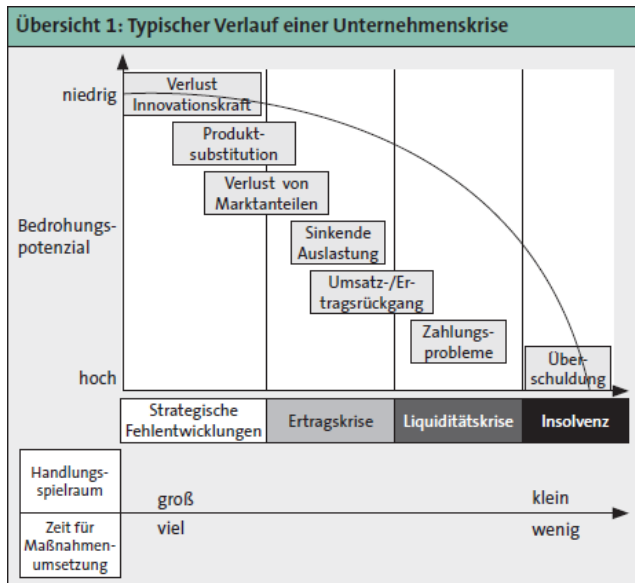 Übersicht 1: Typischer Verlauf einer Unternehmenskrise
niedrig
Verlust
Innovationskraft
Produkt-
substitution
Verlust von
Marktanteilen
Bedrohungs-
potenzial
Sinkende
Auslastung
Umsatz-/Er-
tragsrückgang
Zahlungs-
probleme
Über-
schuldung
hoch
Strategische
Fehlentwicklungen
Ertragskrise
Liquiditätskrise
Insolvenz
Handlungs-
spielraum
groß
klein
Zeit für
Maßnahmen-
umsetzung
viel
wenig